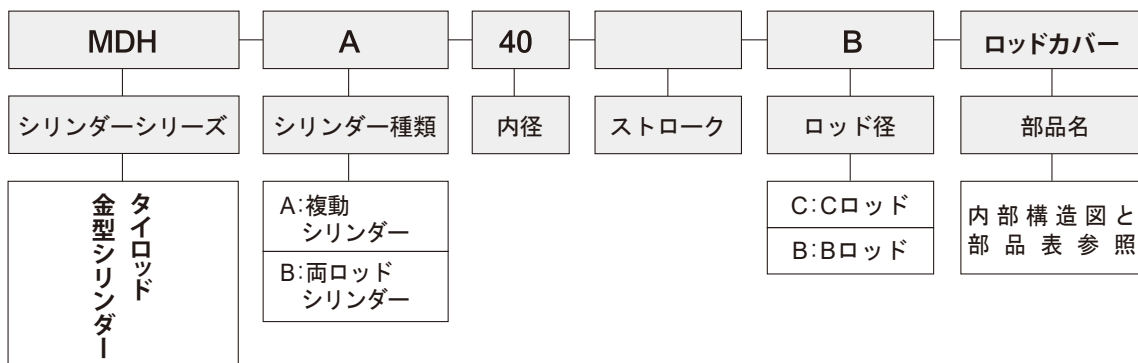 MDH
A
40
B
ロッドカバー
シリンダーシリーズ
シリンダー種類
内径
ストローク
ロッド径
部品名
タイロッド
金型シリンダー
A:複動
シリンダー
B:両ロッド
シリンダー
C:Cロッド
B:Bロッド
内部構造図と
部品表参照